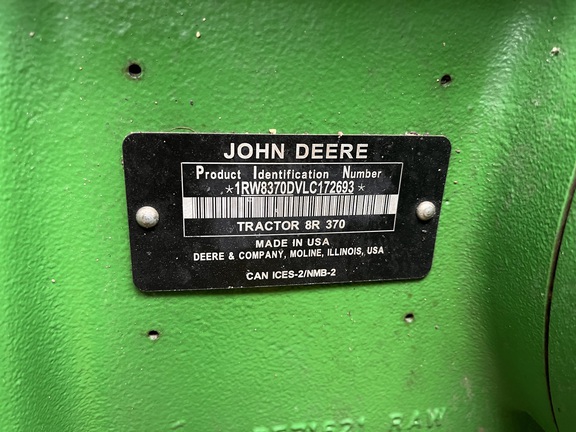 JOHN DEERE
Product Identification Number
*1RW8370DVLC172693*
TRACTOR 8R 370
MADE IN USA
DEERE & COMPANY, MOLINE, ILLINOIS, USA
CAN ICES-2/NMB-2
RAW